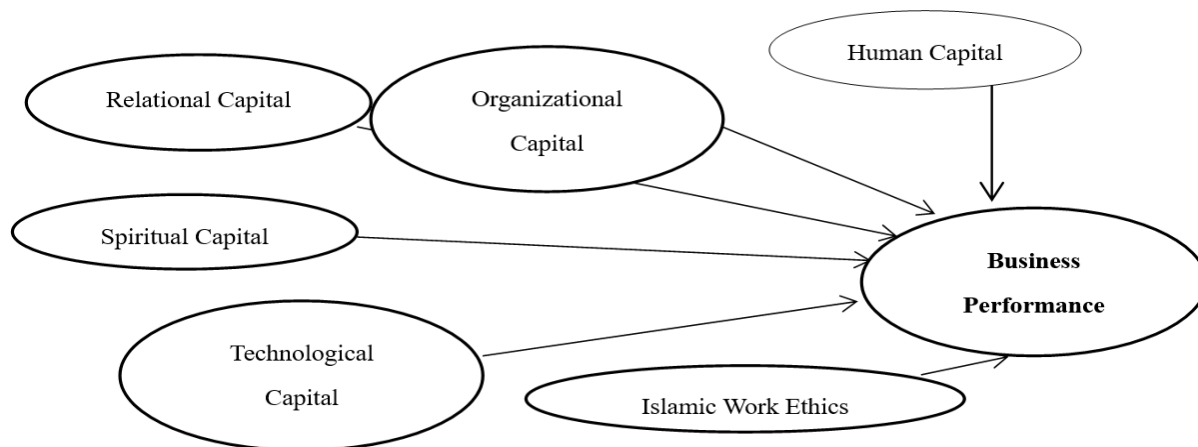 Human Capital
Relational Capital
Organizational
Capital
Spiritual Capital
Business
Performance
Technological
Capital
Islamic Work Ethics